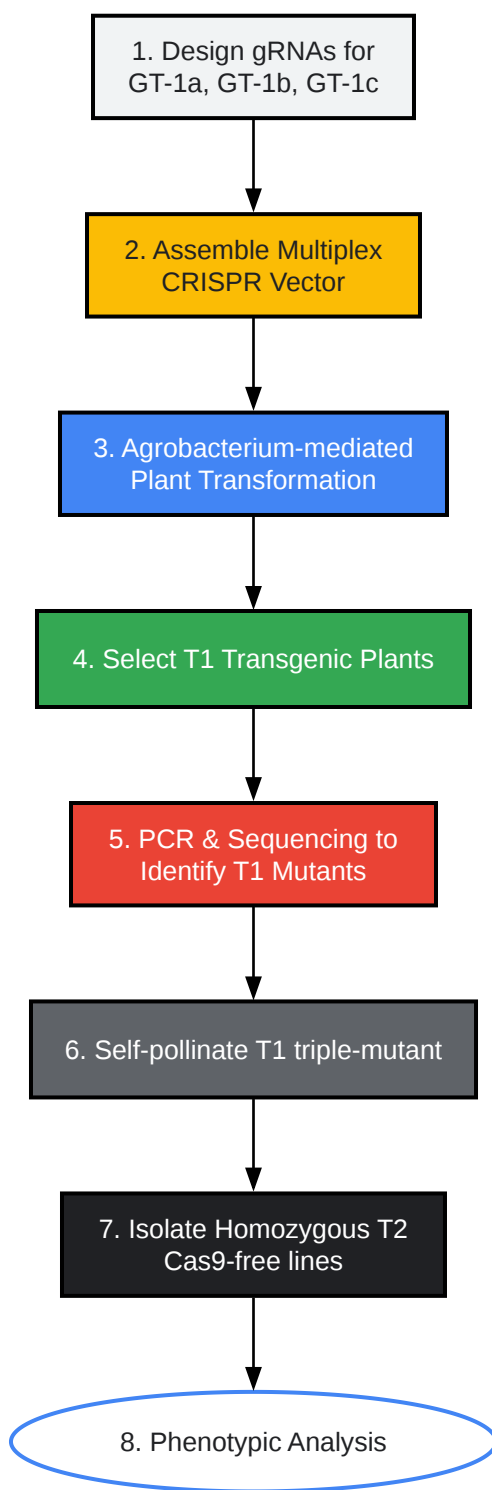 1. Design gRNAs for
GT-1a, GT-1b, GT-1c
2. Assemble Multiplex
CRISPR Vector
3. Agrobacterium-mediated
Plant Transformation
4. Select T1 Transgenic Plants
5. PCR & Sequencing to
Identify T1 Mutants
6. Self-pollinate T1 triple-mutant
7. Isolate Homozygous T2
Cas9-free lines
8. Phenotypic Analysis